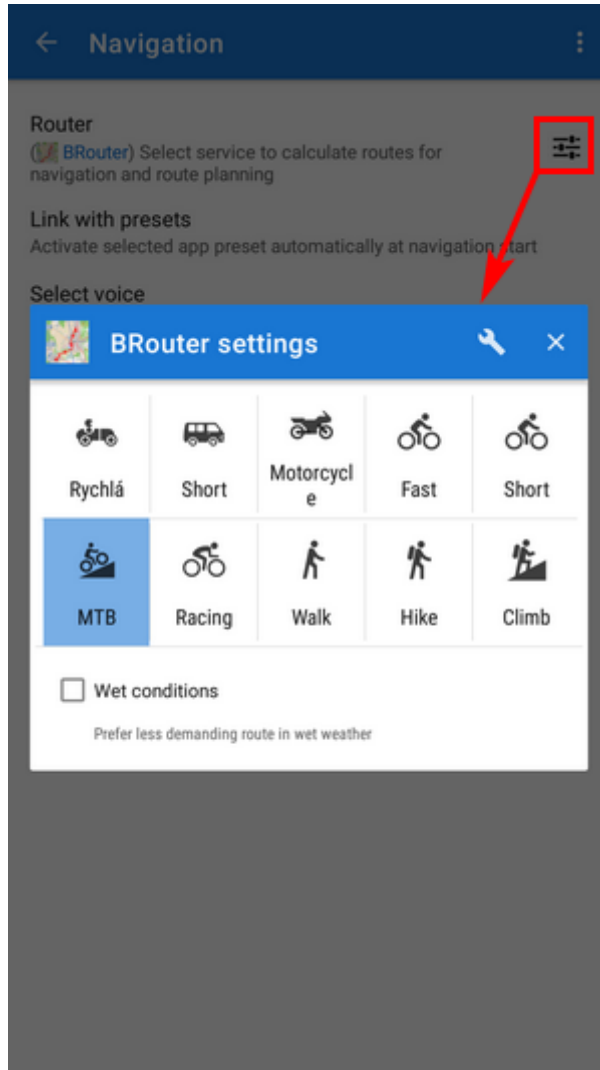 Navigation
Router
(BRouter) Select service to calculate routes for
navigation and route planning
Link with presets
Activate selected app preset automatically at navigation start
Select voice
BRouter settings
Rychlá
Short
Motorcycl
e
Fast
Short
MTB
Racing
Walk
Hike
Climb
Wet conditions
Prefer less demanding route in wet weather